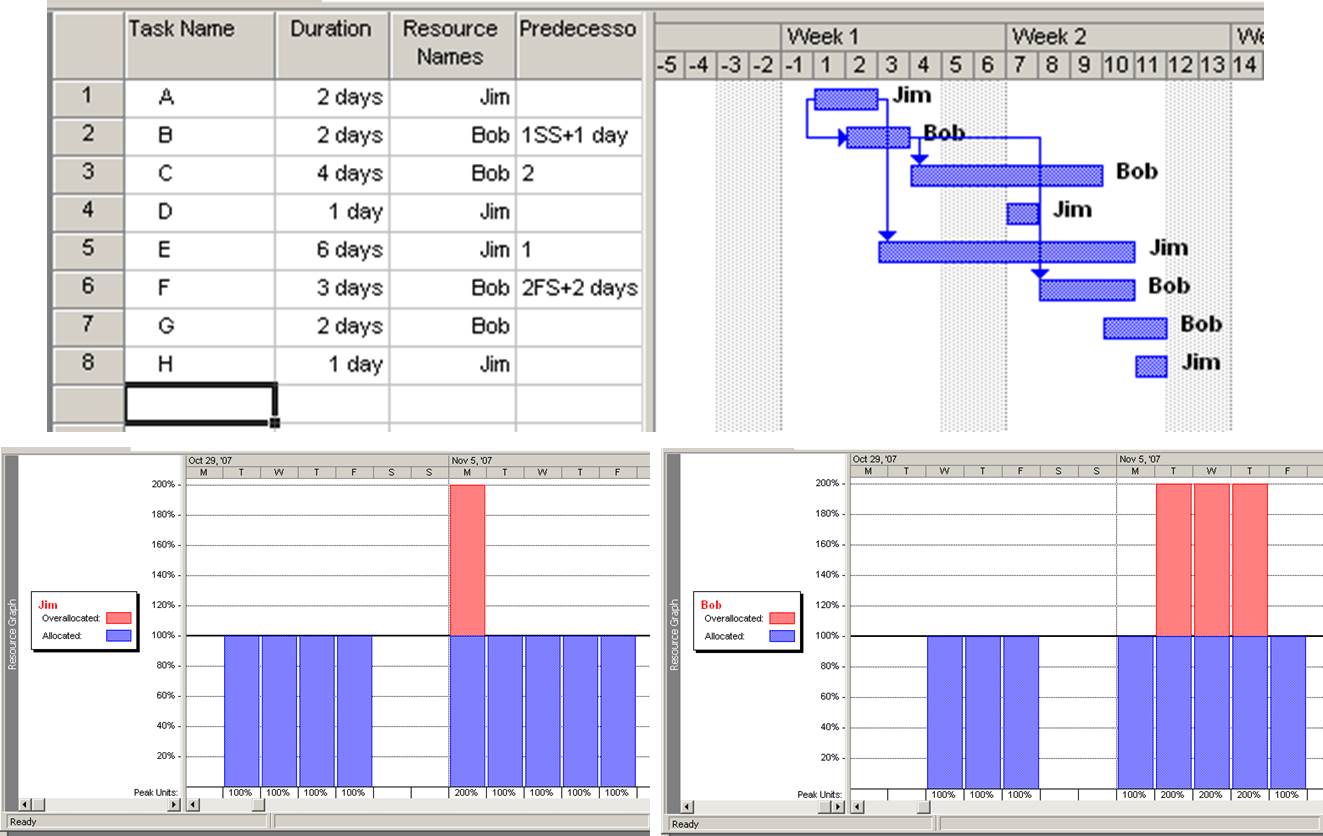 Task Name Duration Resource Names Predecesso
Week 1 Week 2 We
-5 -4 -3 -2 -1 1 2 3 4 5 6 7 8 9 10 11 12 13 14
1 A 2 days Jim
2 B 2 days Bob 1SS+1 day
3 C 4 days Bob 2
4 D 1 day Jim
5 E 6 days Jim 1
6 F 3 days Bob 2FS+2 days
7 G 2 days Bob
8 H 1 day Jim
Jim
Bob
Bob
Jim
Jim
Bob
Bob
Jim
Oct 29, '07 Nov 5, '07
M T W T F S S M T W T F
200%
180%
160%
140%
120%
100%
80%
60%
40%
20%
Resource Graph
Jim
Overallocated:
Allocated:
Peak Units: 100% 100% 100% 100% 200% 100% 100% 100% 100%
Ready
Oct 29, '07 Nov 5, '07
M T W T F S S M T W T F
200%
180%
160%
140%
120%
100%
80%
60%
40%
20%
Resource Graph
Bob
Overallocated:
Allocated:
Peak Units: 100% 100% 100% 100% 200% 200% 200% 100%
Ready